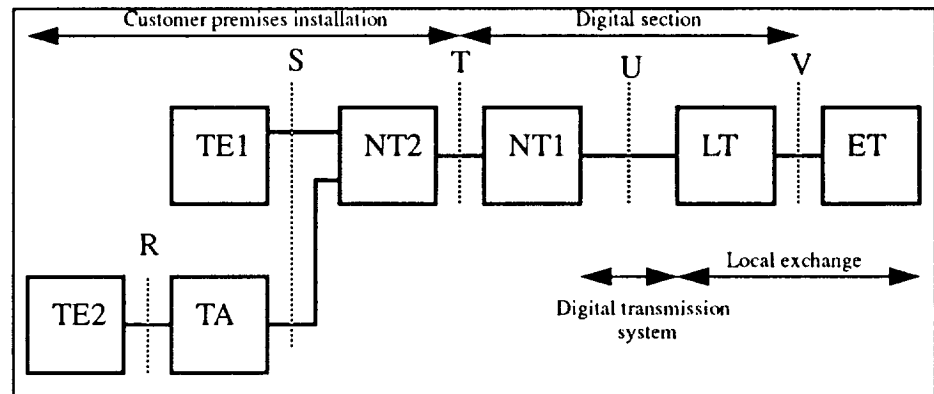 Customer premises installation
Digital section
S
T
U
V
TE1
NT2
NT1
LT
ET
R
TE2
TA
Local exchange
Digital transmission
system